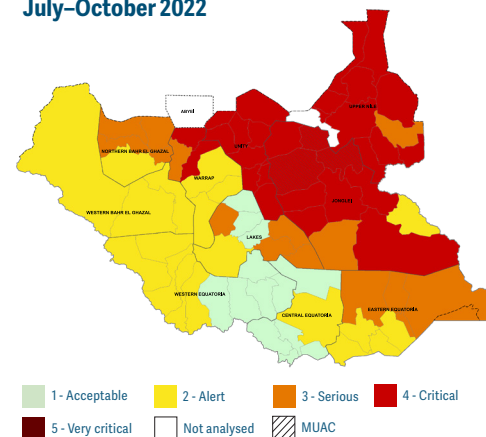 July–October 2022
ABYEI
UPPER NILE
NORTHERN BAHR EL GHAZAL
UNITY
WARRAP
JONGLEI
WESTERN BAHR EL GHAZAL
LAKES
WESTERN EQUATORIA
CENTRAL EQUATORIA
EASTERN EQUATORIA
1 - Acceptable
2 - Alert
3 - Serious
4 - Critical
5 - Very critical
Not analysed
MUAC